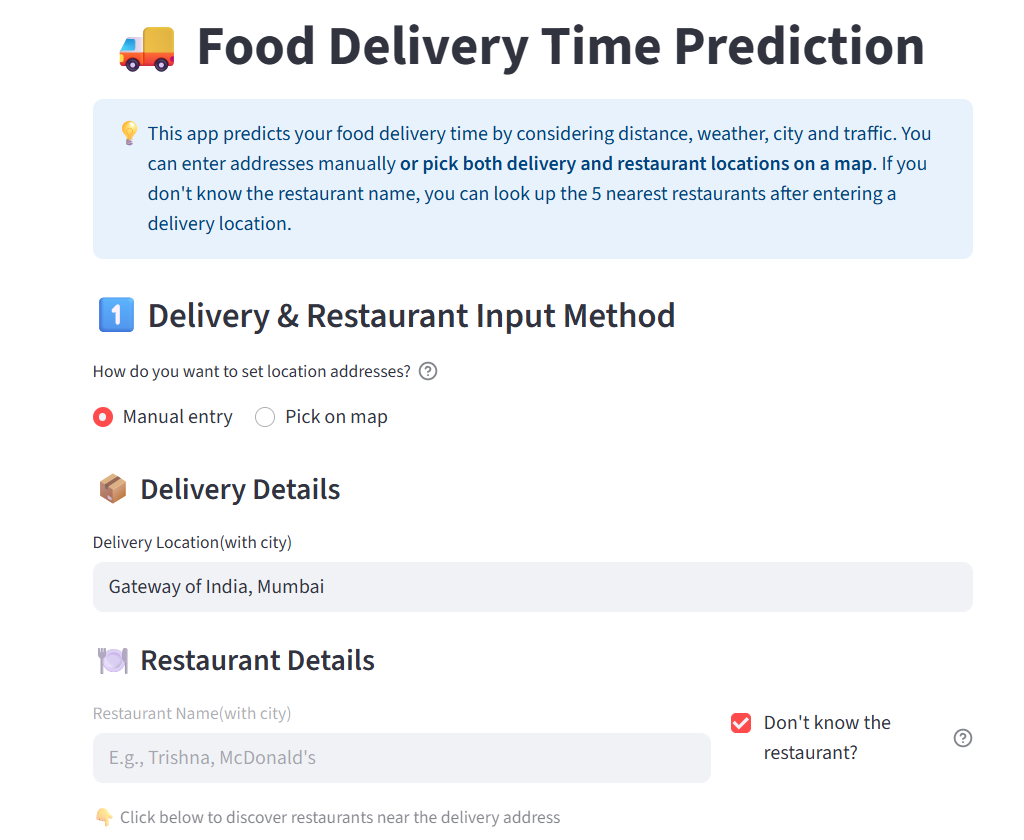 Food Delivery Time Prediction
This app predicts your food delivery time by considering distance, weather, city and traffic. You
can enter addresses manually or pick both delivery and restaurant locations on a map. If you
don't know the restaurant name, you can look up the 5 nearest restaurants after entering a
delivery location.
1 Delivery & Restaurant Input Method
How do you want to set location addresses? ?
Manual entry Pick on map
Delivery Details
Delivery Location(with city)
Gateway of India, Mumbai
Restaurant Details
Restaurant Name(with city)
E.g., Trishna, McDonald's
Don't know the
restaurant? ?
Click below to discover restaurants near the delivery address